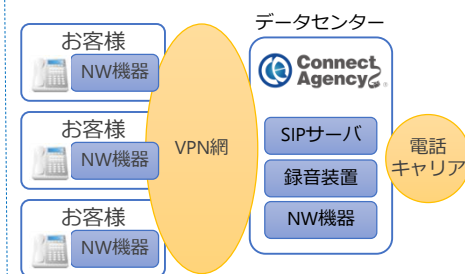 データセンター
お客様
NW機器
お客様
NW機器
お客様
NW機器
VPN網
Connect
Agency
SIPサーバ
録音装置
NW機器
電話
キャリア